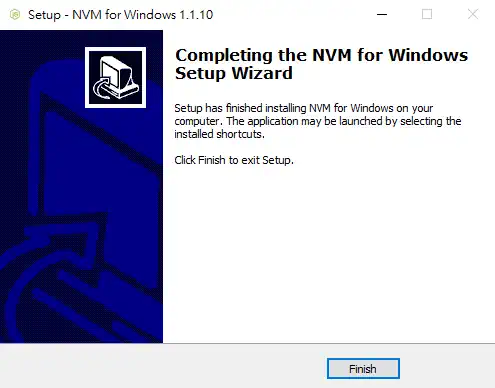 Setup - NVM for Windows 1.1.10
Completing the NVM for Windows
Setup Wizard
Setup has finished installing NVM for Windows on your
computer. The application may be launched by selecting the
installed shortcuts.
Click Finish to exit Setup.
Finish